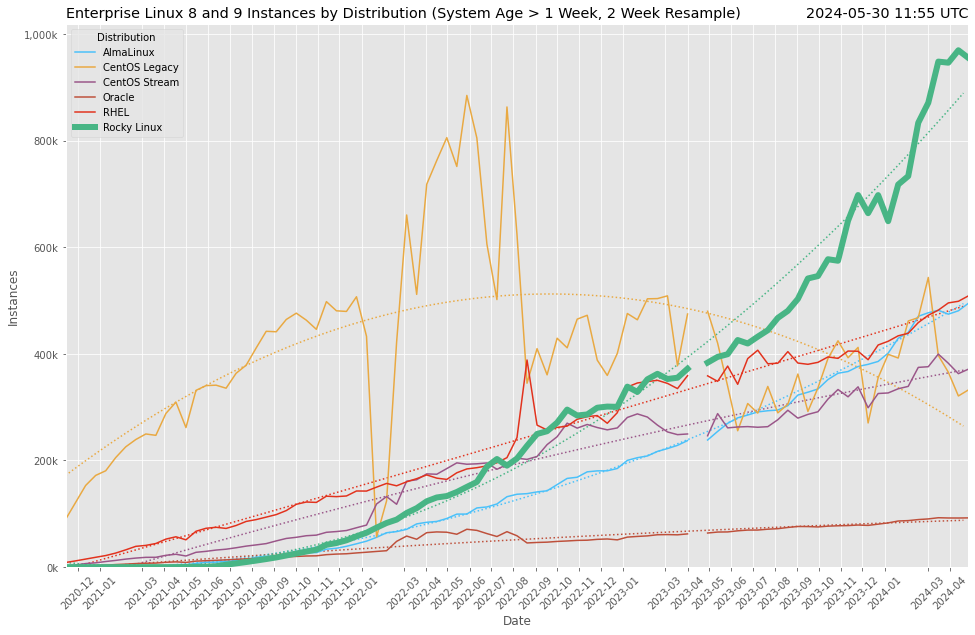 Enterprise Linux 8 and 9 Instances by Distribution (System Age > 1 Week, 2 Week Resample)
2024-05-30 11:55 UTC
Distribution
AlmaLinux
CentOS Legacy
CentOS Stream
Oracle
RHEL
Rocky Linux
1,000k
800k
600k
400k
200k
0k
Instances
2020-12
2021-01
2021-03
2021-04
2021-05
2021-06
2021-07
2021-08
2021-09
2021-10
2021-11
2021-12
2022-01
2022-03
2022-04
2022-05
2022-06
2022-07
2022-08
2022-09
2022-10
2022-11
2022-12
2023-01
2023-03
2023-04
2023-05
2023-06
2023-07
2023-08
2023-09
2023-10
2023-11
2023-12
2024-01
2024-03
2024-04
Date